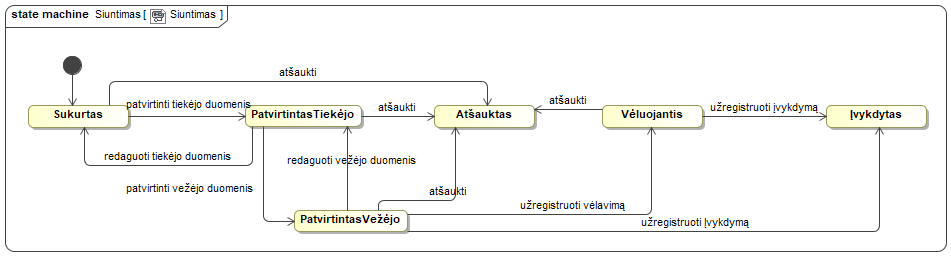 state machine Siuntimas [ Siuntimas ]
atšaukti
patvirtinti tiekėjo duomenis
atšaukti
atšaukti
užregistruoti įvykdymą
Sukurtas
PatvirtintasTiekėjo
Atšauktas
Vėluojantis
Įvykdytas
redaguoti tiekėjo duomenis
redaguoti vežėjo duomenis
patvirtinti vežėjo duomenis
atšaukti
užregistruoti vėlavimą
PatvirtintasVežėjo
užregistruoti Įvykdymą